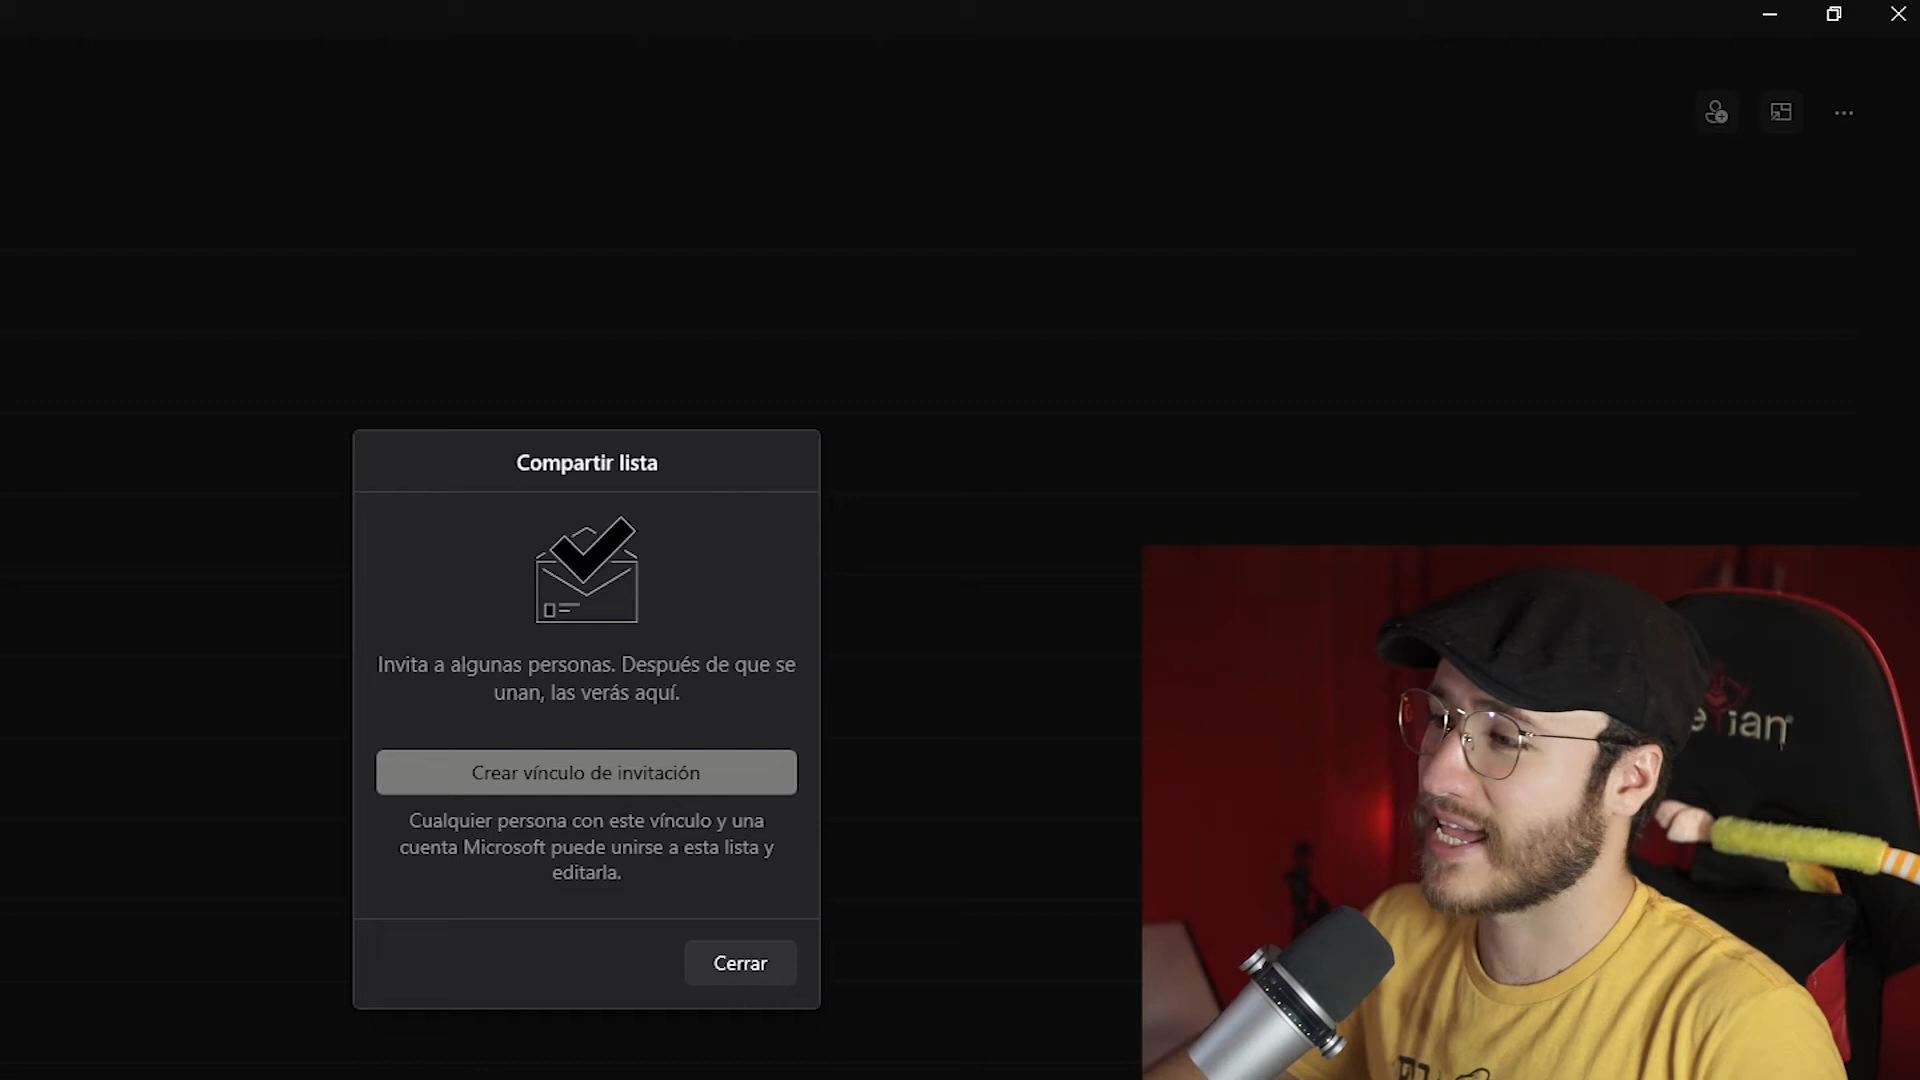 Compartir lista
Invita a algunas personas. Después de que se
unan, las verás aquí.
Crear vínculo de invitación
Cualquier persona con este vínculo y una
cuenta Microsoft puede unirse a esta lista y
editarla.
Cerrar